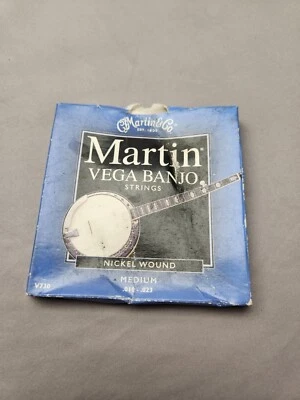 Martin & Co
EST. 1833
Martin®
VEGA BANJO
STRINGS
NICKEL WOUND
MEDIUM